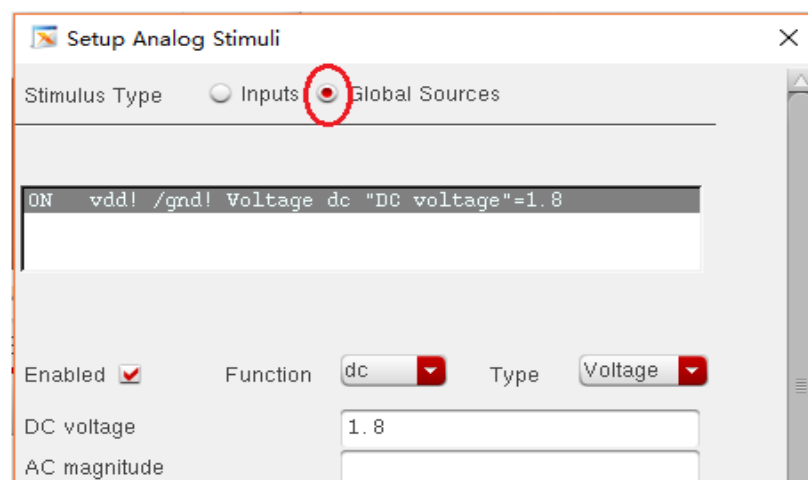 Setup Analog Stimuli
Stimulus Type Inputs Global Sources
ON vdd! /gnd! Voltage dc "DC voltage"=1.8
Enabled Function dc Type Voltage
DC voltage 1.8
AC magnitude